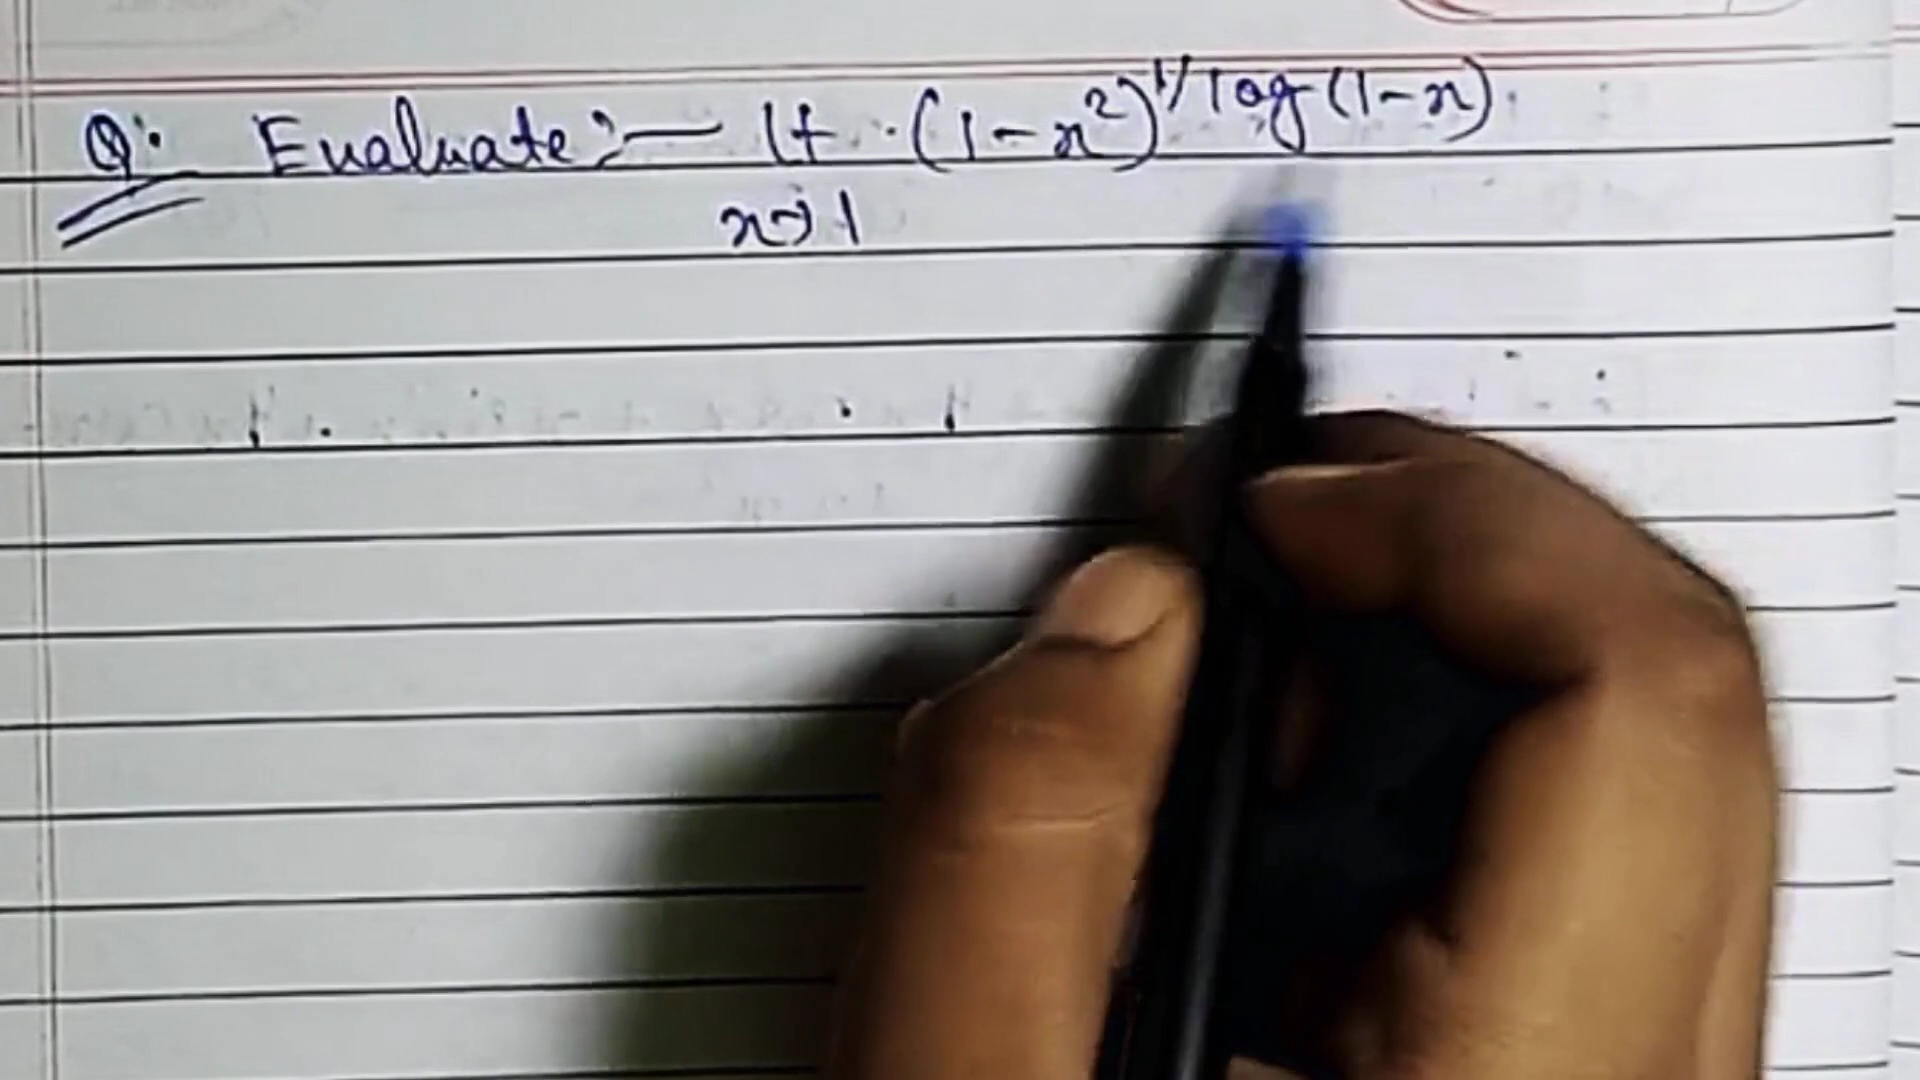 Q. Evaluate:— lt (1-x²)^1/log(1-x)
x→1